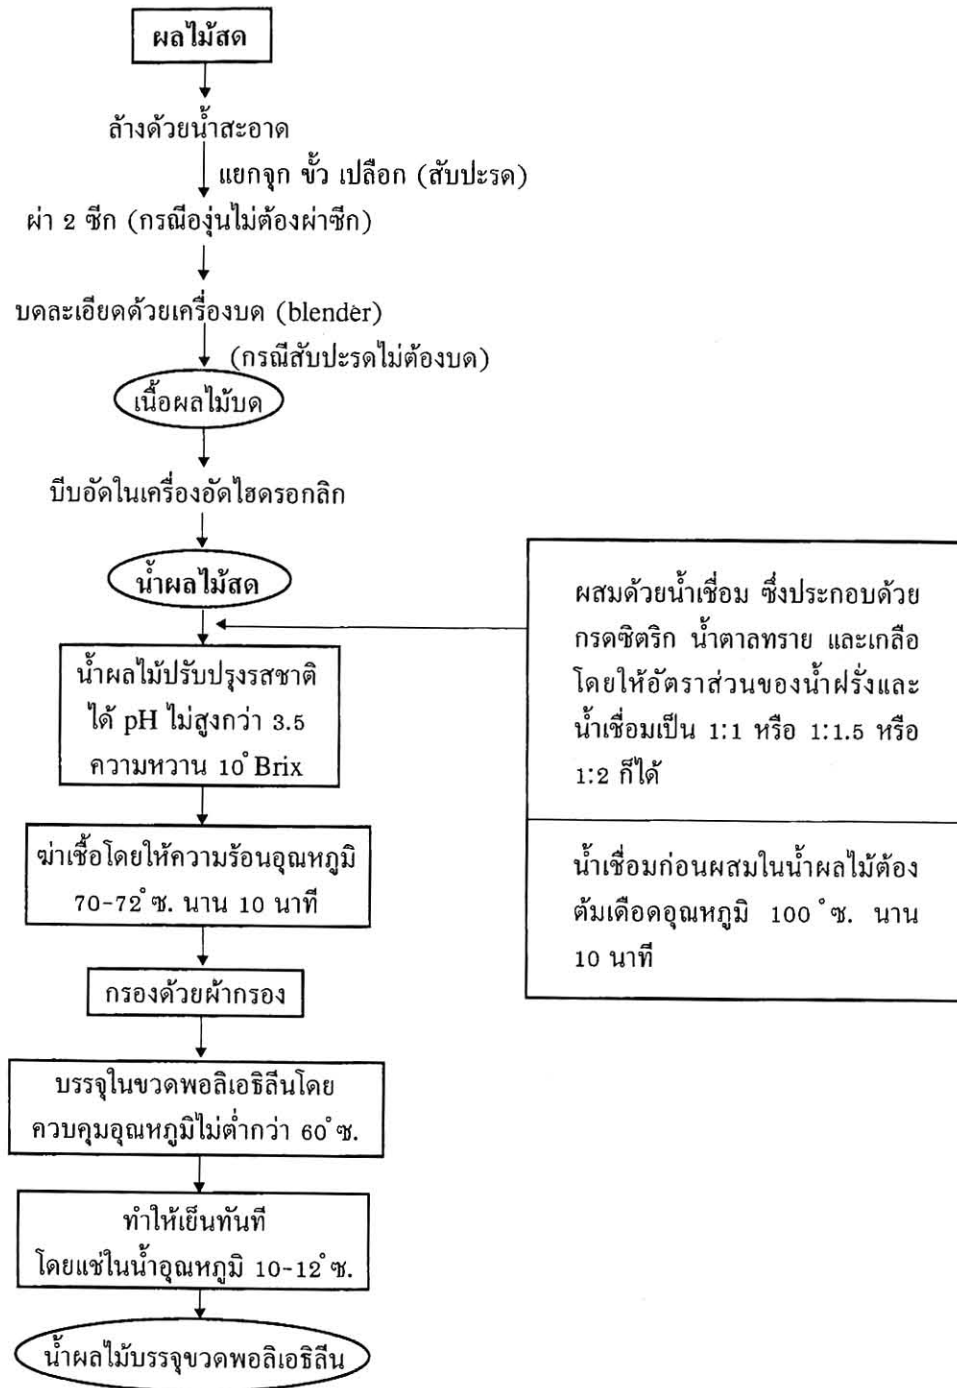 ผลไม้สด
ล้างด้วยน้ำสะอาด
แยกจุก ขั้ว เปลือก (สับปะรด)
ผ่า 2 ซีก (กรณีองุ่นไม่ต้องผ่าซีก)
บดละเอียดด้วยเครื่องบด (blender)
(กรณีสับปะรดไม่ต้องบด)
เนื้อผลไม้บด
บีบอัดในเครื่องอัดไฮดรอกลิก
น้ำผลไม้สด
ผสมด้วยน้ำเชื่อม ซึ่งประกอบด้วย
กรดซิตริก น้ำตาลทราย และเกลือ
โดยให้อัตราส่วนของน้ำฝรั่งและ
น้ำเชื่อมเป็น 1:1 หรือ 1:1.5 หรือ
1:2 ก็ได้
น้ำเชื่อมก่อนผสมในน้ำผลไม้ต้อง
ต้มเดือดอุณหภูมิ 100 °ซ. นาน
10 นาที
น้ำผลไม้ปรับปรุงรสชาติ
ได้ pH ไม่สูงกว่า 3.5
ความหวาน 10° Brix
ฆ่าเชื้อโดยให้ความร้อนอุณหภูมิ
70-72°ซ. นาน 10 นาที
กรองด้วยผ้ากรอง
บรรจุในขวดพอลิเอธิลีนโดย
ควบคุมอุณหภูมิไม่ต่ำกว่า 60°ซ.
ทำให้เย็นทันที
โดยแช่ในน้ำอุณหภูมิ 10-12°ซ.
น้ำผลไม้บรรจุขวดพอลิเอธิลีน